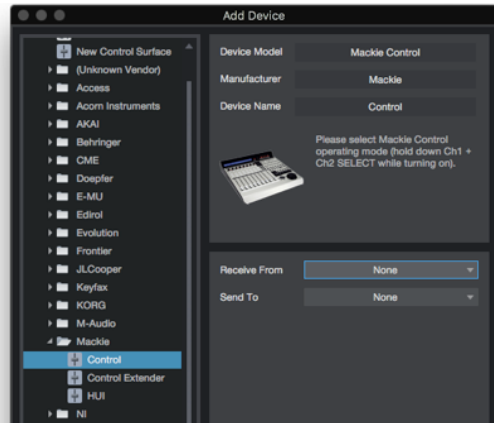 Add Device
New Control Surface
(Unknown Vendor)
Access
Acorn Instruments
AKAI
Behringer
CME
Doepfer
E-MU
Edirol
Evolution
Frontier
JLCooper
Keyfax
KORG
M-Audio
Mackie
Control
Control Extender
HUI
NI
Device Model Mackie Control
Manufacturer Mackie
Device Name Control
Please select Mackie Control
operating mode (hold down Ch1 +
Ch2 SELECT while turning on).
Receive From None
Send To None